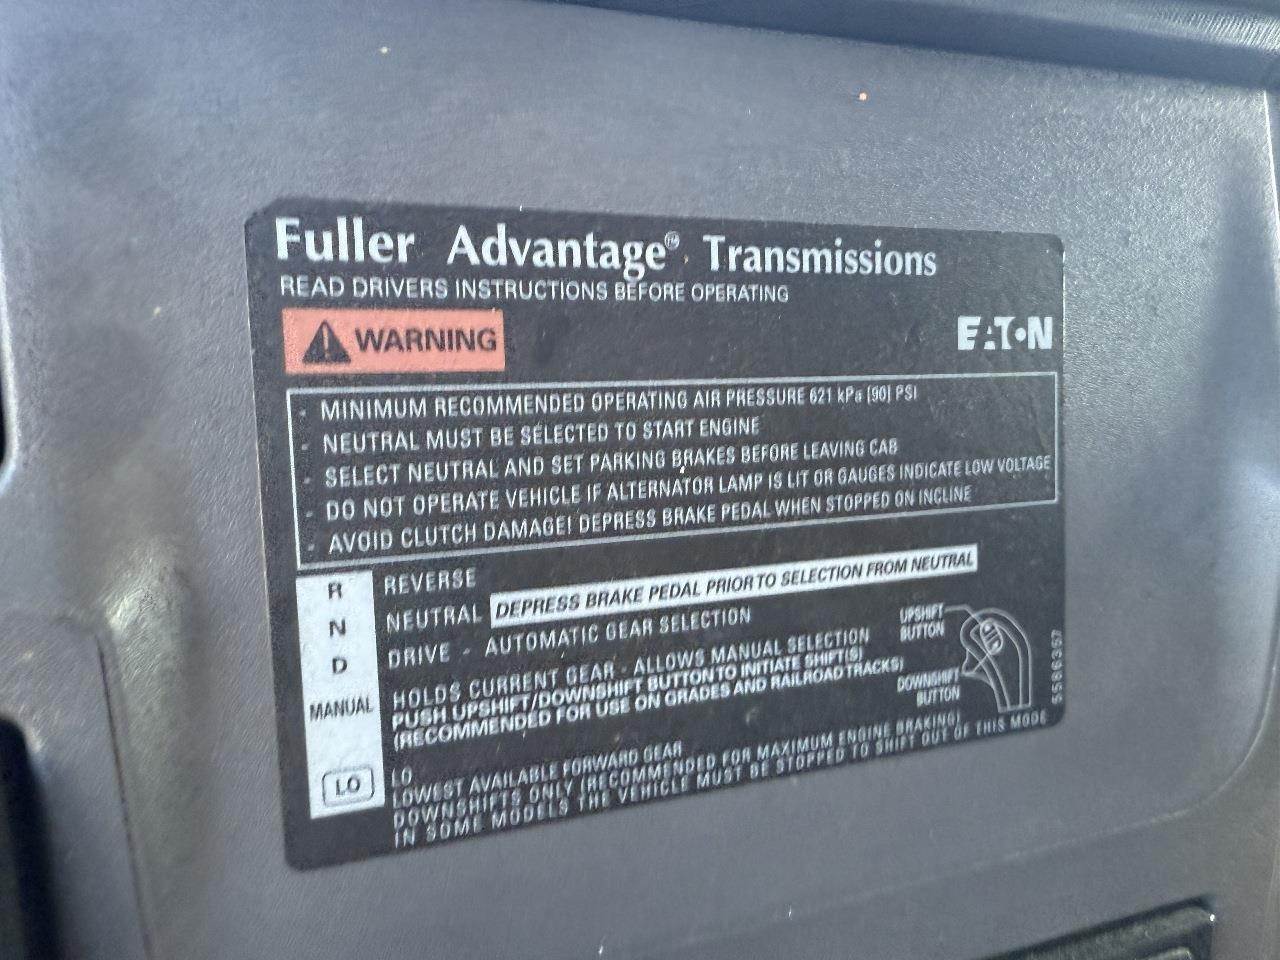 Fuller Advantage™ Transmissions
READ DRIVERS INSTRUCTIONS BEFORE OPERATING
WARNING
EATON
- MINIMUM RECOMMENDED OPERATING AIR PRESSURE 621 kPa [90] PSI
- NEUTRAL MUST BE SELECTED TO START ENGINE
- SELECT NEUTRAL AND SET PARKING BRAKES BEFORE LEAVING CAB
- DO NOT OPERATE VEHICLE IF ALTERNATOR LAMP IS LIT OR GAUGES INDICATE LOW VOLTAGE
- AVOID CLUTCH DAMAGE! DEPRESS BRAKE PEDAL WHEN STOPPED ON INCLINE
R REVERSE
N NEUTRAL DEPRESS BRAKE PEDAL PRIOR TO SELECTION FROM NEUTRAL
D DRIVE - AUTOMATIC GEAR SELECTION
MANUAL HOLDS CURRENT GEAR - ALLOWS MANUAL SELECTION
PUSH UPSHIFT/DOWNSHIFT BUTTON TO INITIATE SHIFT(S)
(RECOMMENDED FOR USE ON GRADES AND RAILROAD TRACKS)
UPSHIFT
BUTTON
DOWNSHIFT
BUTTON
5586357
LO LO
LOWEST AVAILABLE FORWARD GEAR
DOWNSHIFTS ONLY (RECOMMENDED FOR MAXIMUM ENGINE BRAKING)
IN SOME MODELS THE VEHICLE MUST BE STOPPED TO SHIFT OUT OF THIS MODE